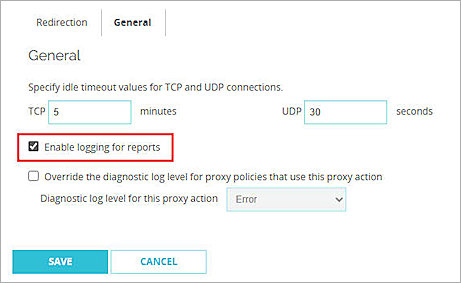 Redirection General
General
Specify idle timeout values for TCP and UDP connections.
TCP 5 minutes UDP 30 seconds
Enable logging for reports
Override the diagnostic log level for proxy policies that use this proxy action
Diagnostic log level for this proxy action Error
SAVE CANCEL